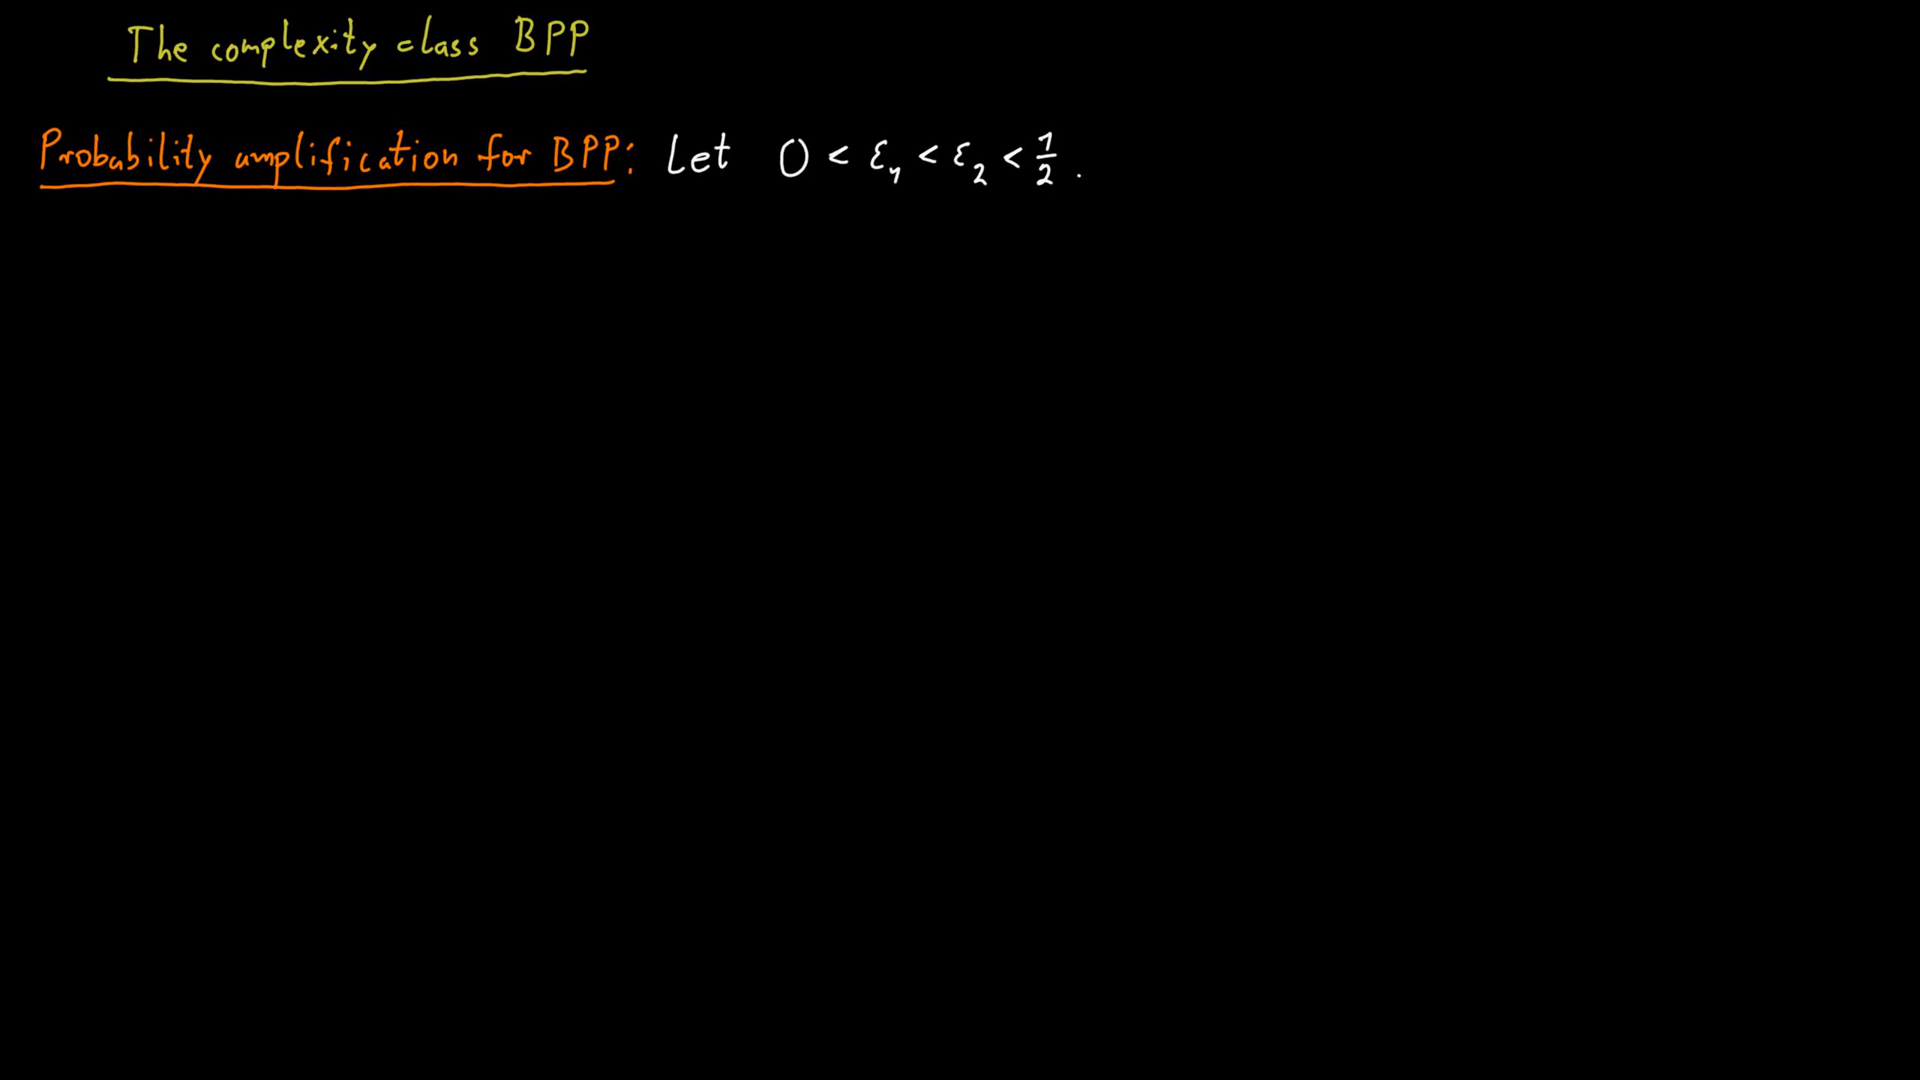 The complexity class BPP
Probability amplification for BPP: Let 0 < ε₁ < ε₂ < 1/2 .